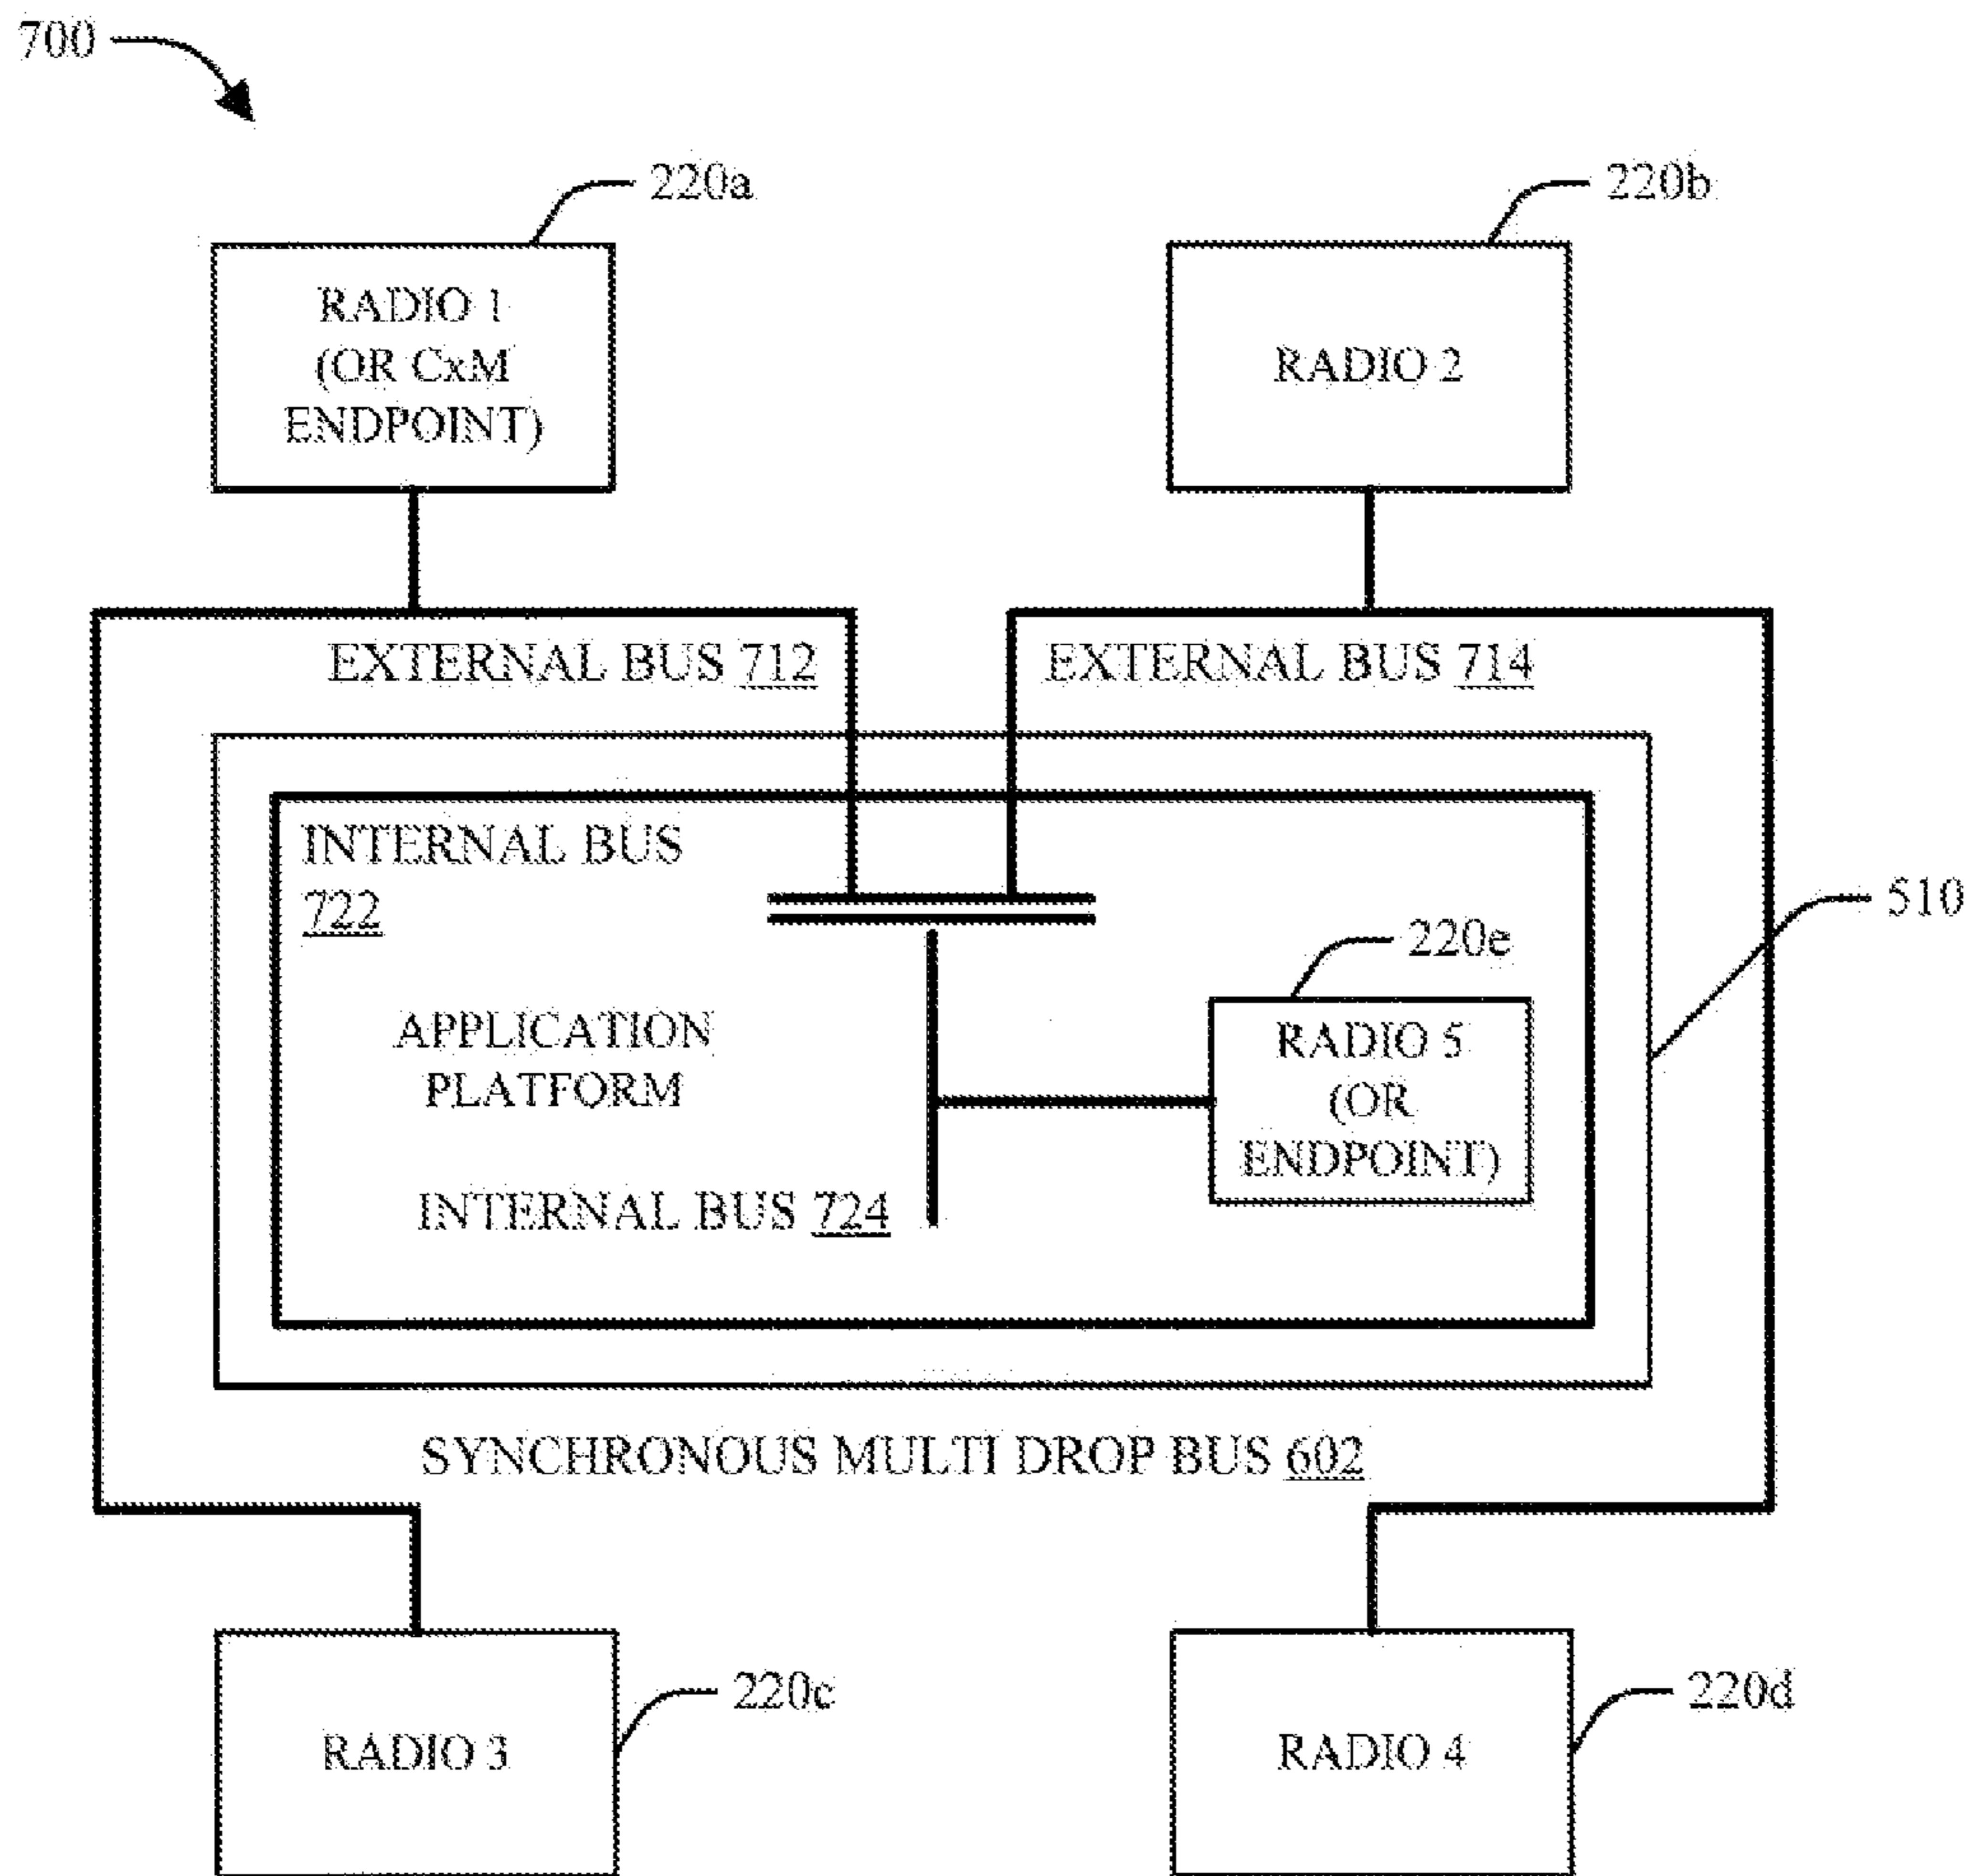 700
220a
220b
RADIO 1
(OR CxM
ENDPOINT)
RADIO 2
EXTERNAL BUS 712
EXTERNAL BUS 714
INTERNAL BUS
722
510
220e
APPLICATION
PLATFORM
RADIO 5
(OR
ENDPOINT)
INTERNAL BUS 724
SYNCHRONOUS MULTI DROP BUS 602
220c
220d
RADIO 3
RADIO 4